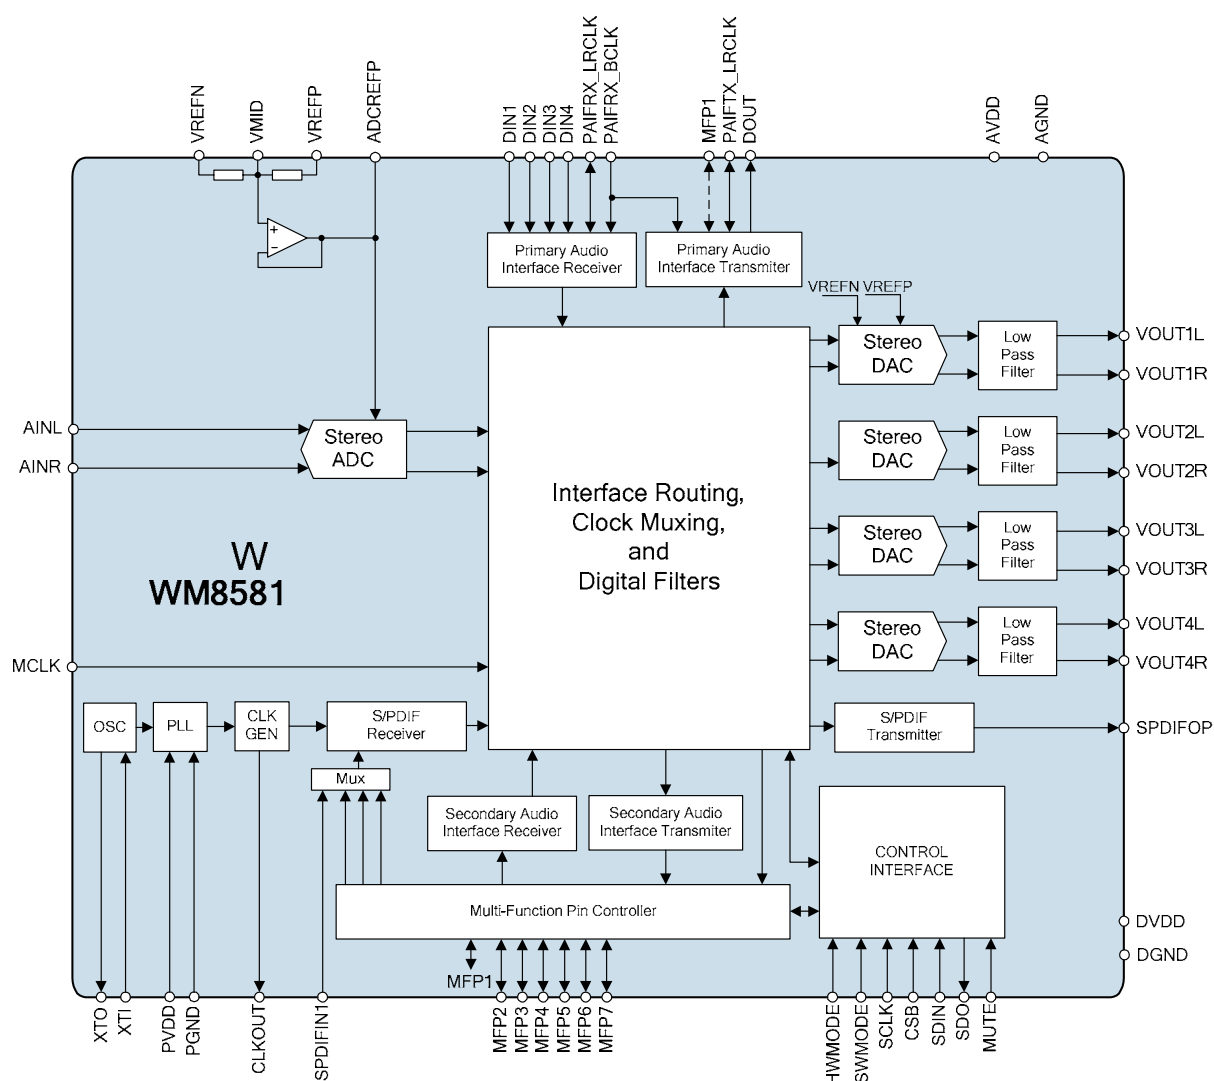 VREFN
VMID
VREFP
ADCREFP
DIN1
DIN2
DIN3
DIN4
PAIFRX_LRCLK
PAIFRX_BCLK
MFP1
PAIFTX_LRCLK
DOUT
AVDD
AGND
+
−
Primary Audio
Interface Receiver
Primary Audio
Interface Transmiter
VREFN VREFP
Stereo
DAC
Low
Pass
Filter
VOUT1L
VOUT1R
AINL
AINR
Stereo
ADC
Stereo
DAC
Low
Pass
Filter
VOUT2L
VOUT2R
Interface Routing,
Clock Muxing,
and
Digital Filters
Stereo
DAC
Low
Pass
Filter
VOUT3L
VOUT3R
W
WM8581
Stereo
DAC
Low
Pass
Filter
VOUT4L
VOUT4R
MCLK
OSC
PLL
CLK
GEN
S/PDIF
Receiver
S/PDIF
Transmitter
SPDIFOP
Mux
Secondary Audio
Interface Receiver
Secondary Audio
Interface Transmiter
CONTROL
INTERFACE
Multi-Function Pin Controller
DVDD
DGND
MFP1
XTO
XTI
PVDD
PGND
CLKOUT
SPDIFIN1
MFP2
MFP3
MFP4
MFP5
MFP6
MFP7
HWMODE
SWMODE
SCLK
CSB
SDIN
SDO
MUTE